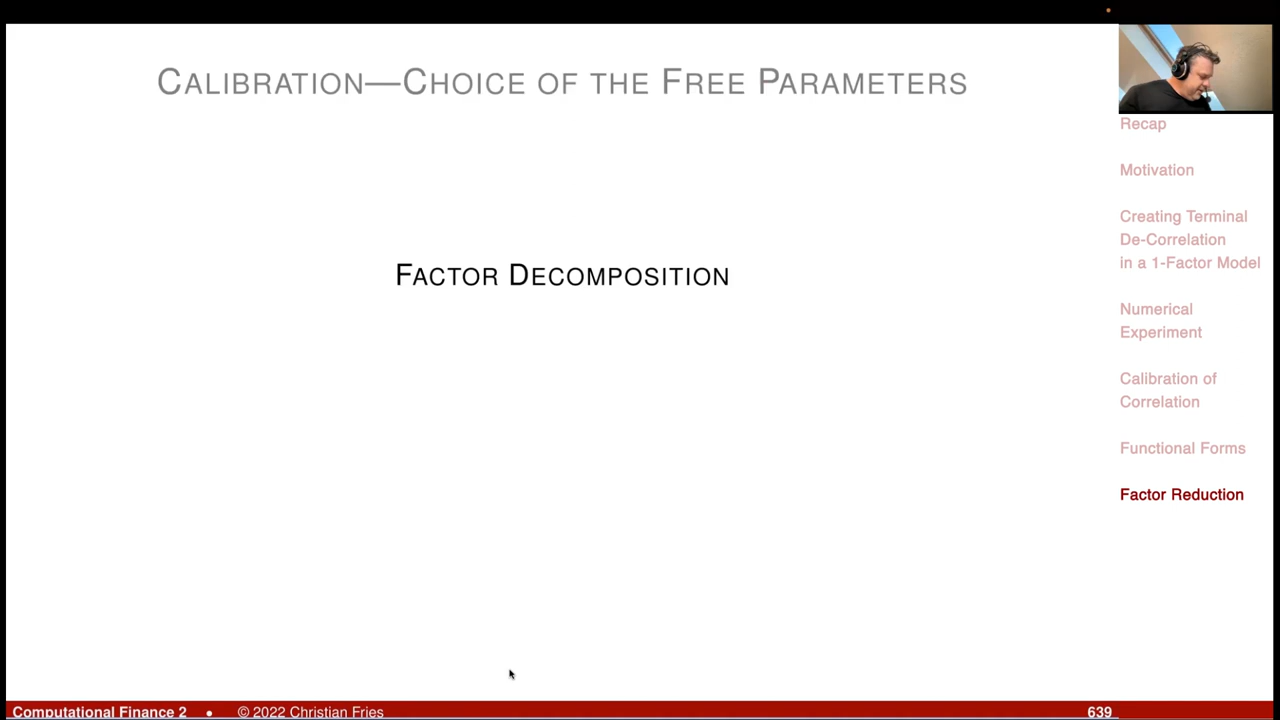 CALIBRATION—CHOICE OF THE FREE PARAMETERS
FACTOR DECOMPOSITION
Recap
Motivation
Creating Terminal
De-Correlation
in a 1-Factor Model
Numerical
Experiment
Calibration of
Correlation
Functional Forms
Factor Reduction
Computational Finance 2 • © 2022 Christian Fries 639